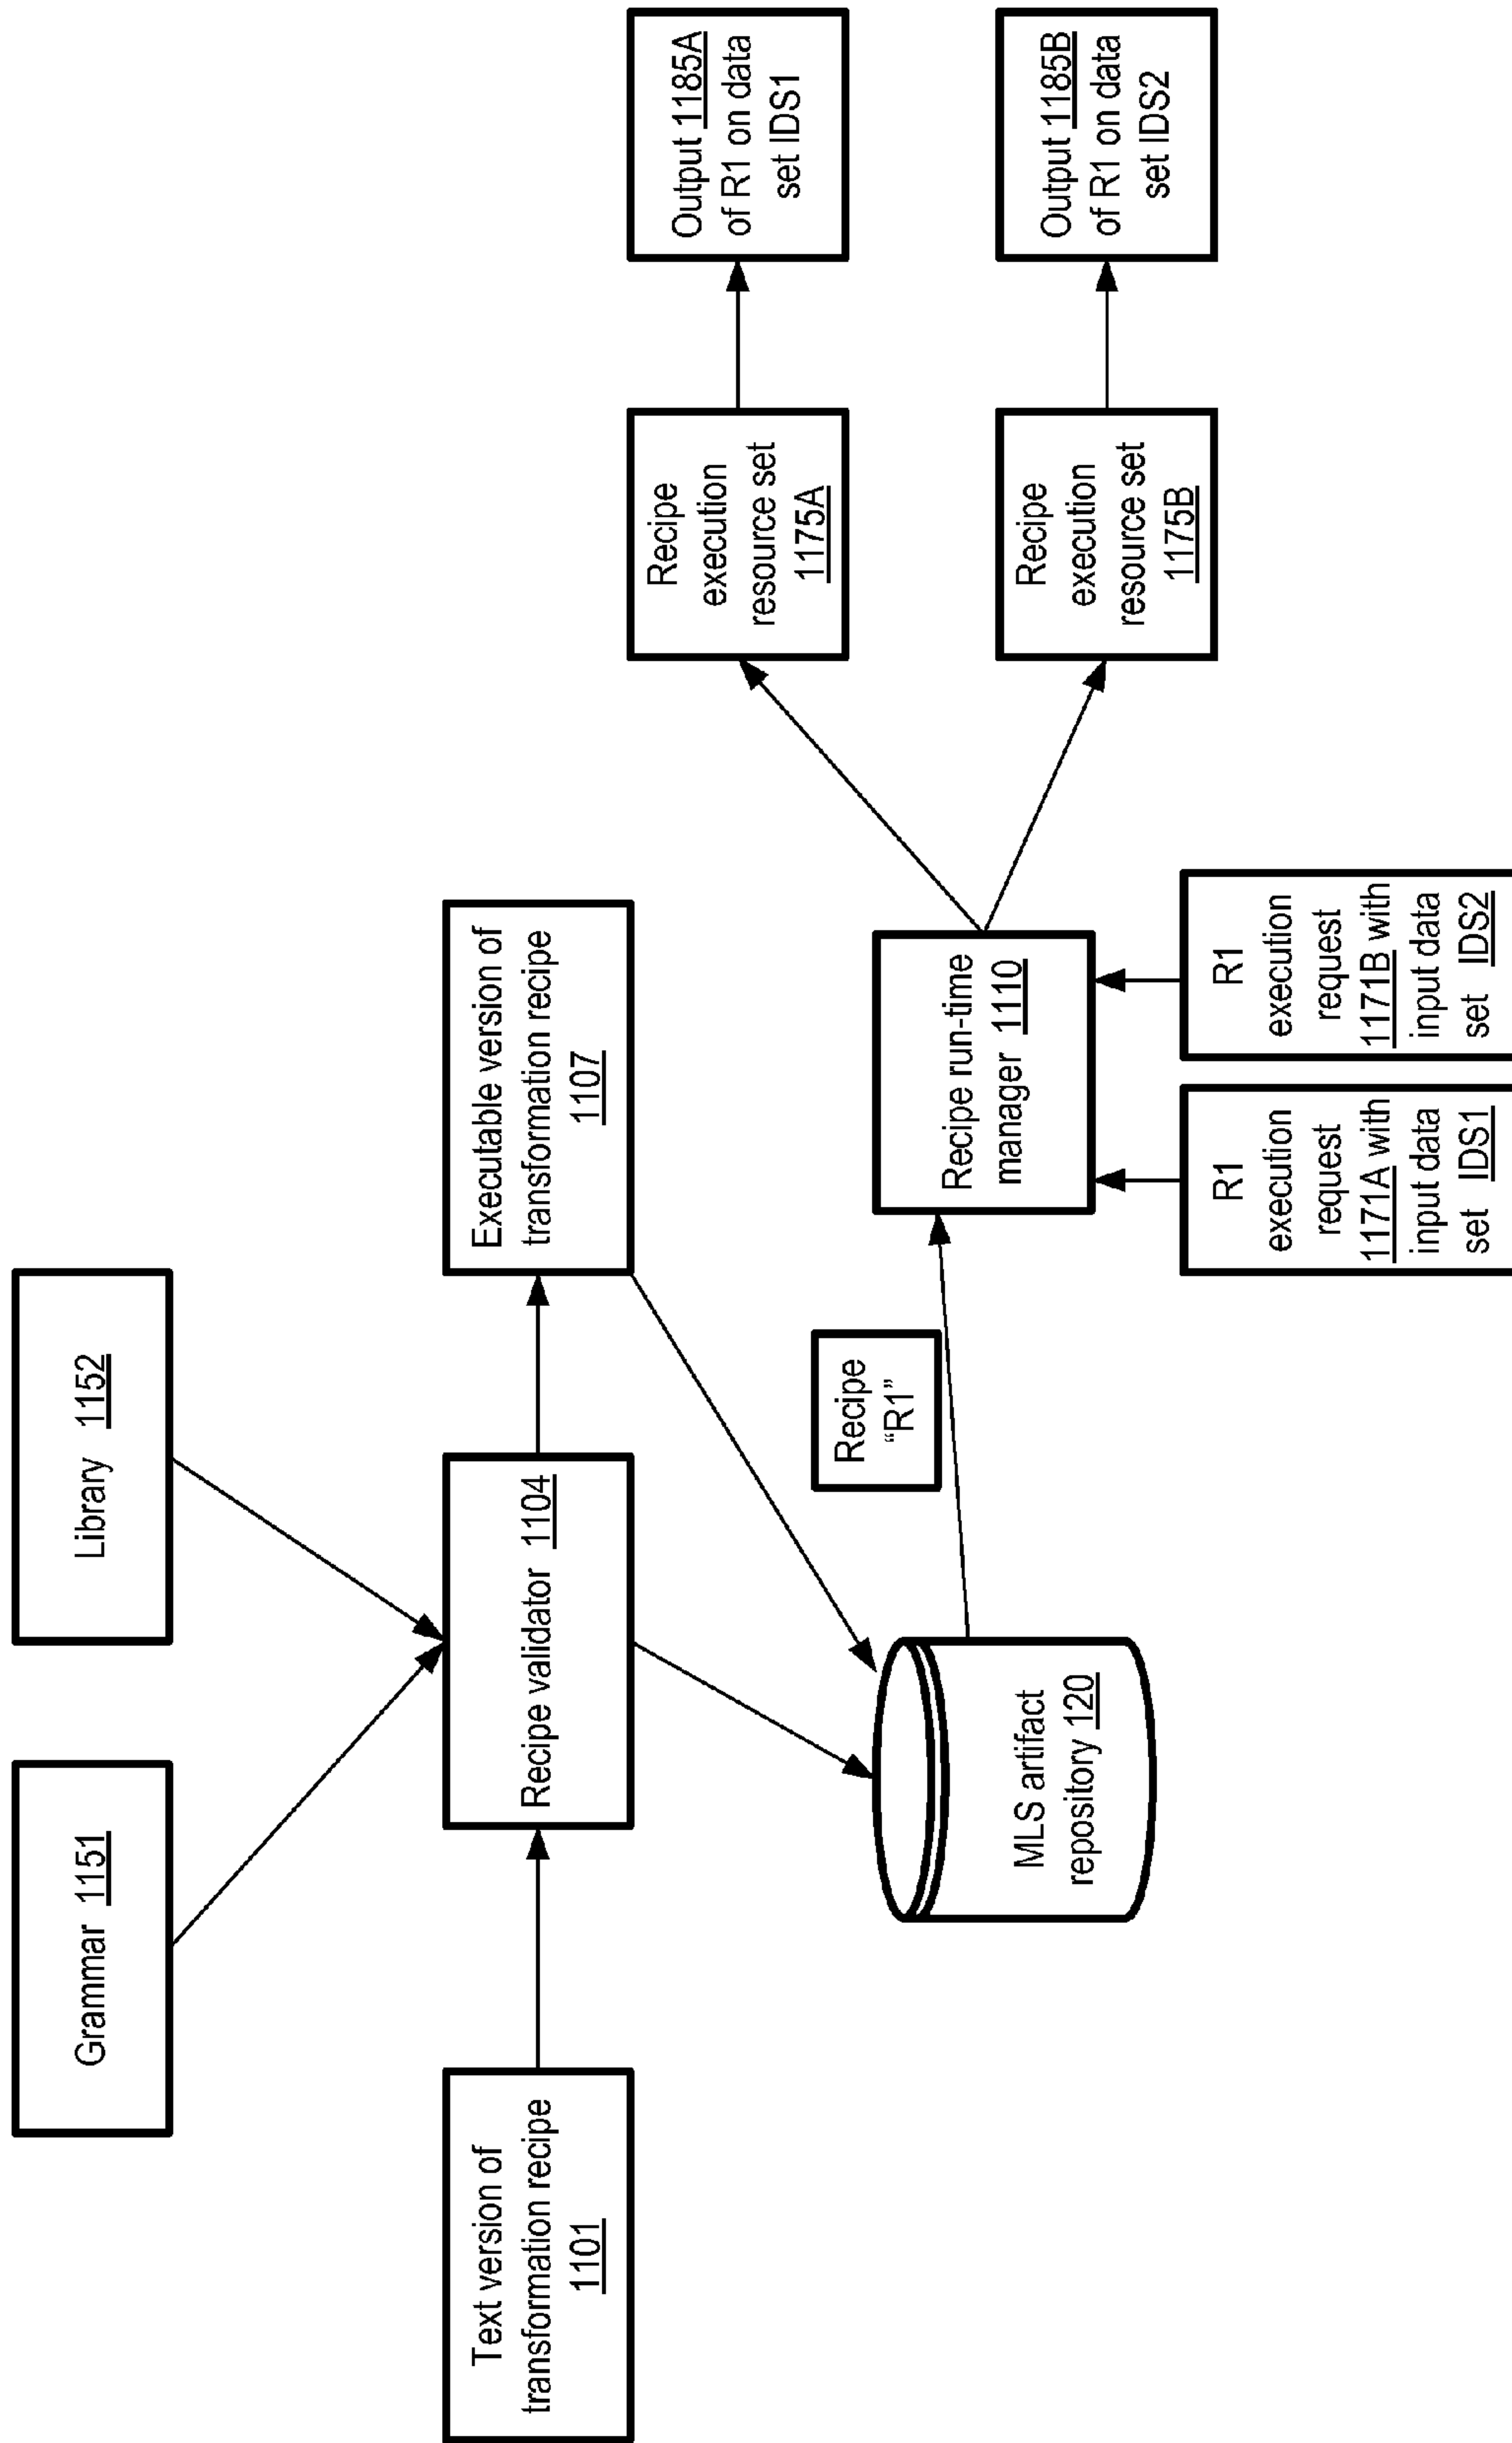 Grammar 1151
Library 1152
Text version of
transformation recipe
1101
Recipe validator 1104
Executable version of
transformation recipe
1107
MLS artifact
repository 120
Recipe
“R1”
Recipe run-time
manager 1110
R1
execution
request
1171A with
input data
set IDS1
R1
execution
request
1171B with
input data
set IDS2
Recipe
execution
resource set
1175A
Output 1185A
of R1 on data
set IDS1
Recipe
execution
resource set
1175B
Output 1185B
of R1 on data
set IDS2